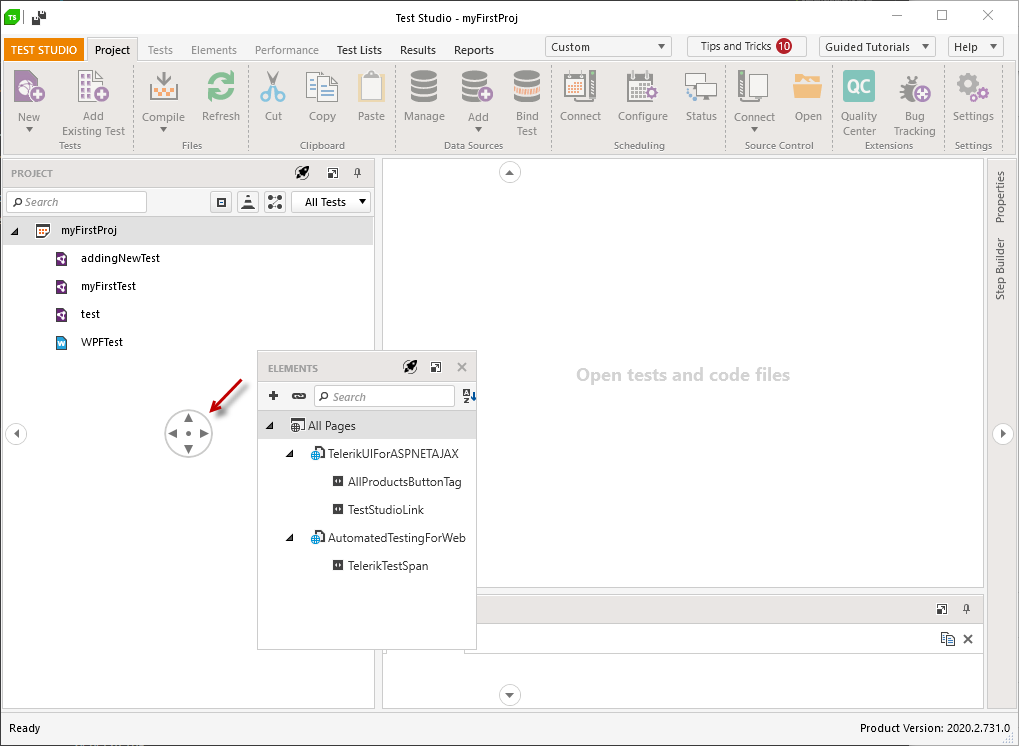 TS
Test Studio - myFirstProj
TEST STUDIO Project Tests Elements Performance Test Lists Results Reports Custom Tips and Tricks 10 Guided Tutorials Help
New Add Existing Test Compile Refresh Cut Copy Paste Manage Add Bind Test Connect Configure Status Connect Open QC Quality Center Bug Tracking Settings
Tests Files Clipboard Data Sources Scheduling Source Control Extensions Settings
PROJECT
Search All Tests
myFirstProj
addingNewTest
myFirstTest
test
WPFTest
ELEMENTS
Search
All Pages
TelerikUIForASPNETAJAX
AllProductsButtonTag
TestStudioLink
AutomatedTestingForWeb
TelerikTestSpan
Open tests and code files
Properties
Step Builder
Ready Product Version: 2020.2.731.0